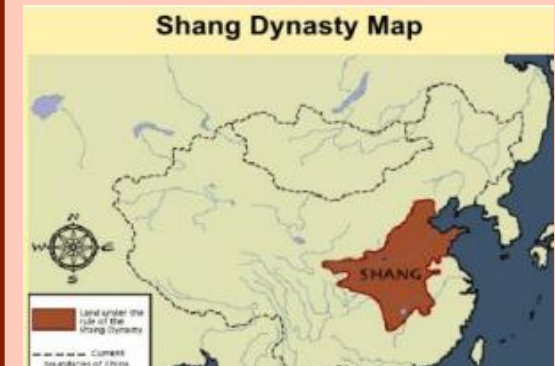 Shang Dynasty Map
N
W E
S
SHANG
Land under the
rule of the
Shang Dynasty
Current
boundaries of China